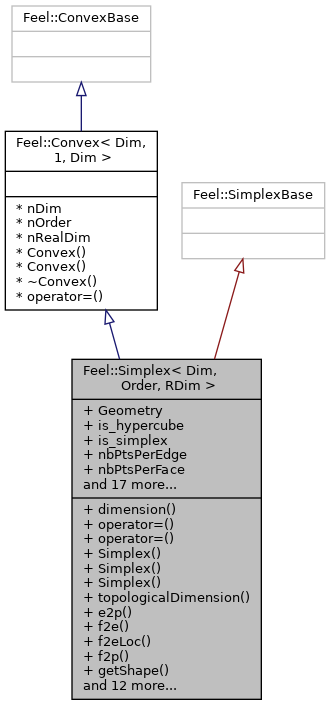 Feel::ConvexBase
Feel::Convex< Dim,
1, Dim >
* nDim
* nOrder
* nRealDim
* Convex()
* Convex()
* ~Convex()
* operator=()
Feel::SimplexBase
Feel::Simplex< Dim,
Order, RDim >
+ Geometry
+ is_hypercube
+ is_simplex
+ nbPtsPerEdge
+ nbPtsPerFace
and 17 more...
+ dimension()
+ operator=()
+ operator=()
+ Simplex()
+ Simplex()
+ Simplex()
+ topologicalDimension()
+ e2p()
+ f2e()
+ f2eLoc()
+ f2p()
+ getShape()
and 12 more...